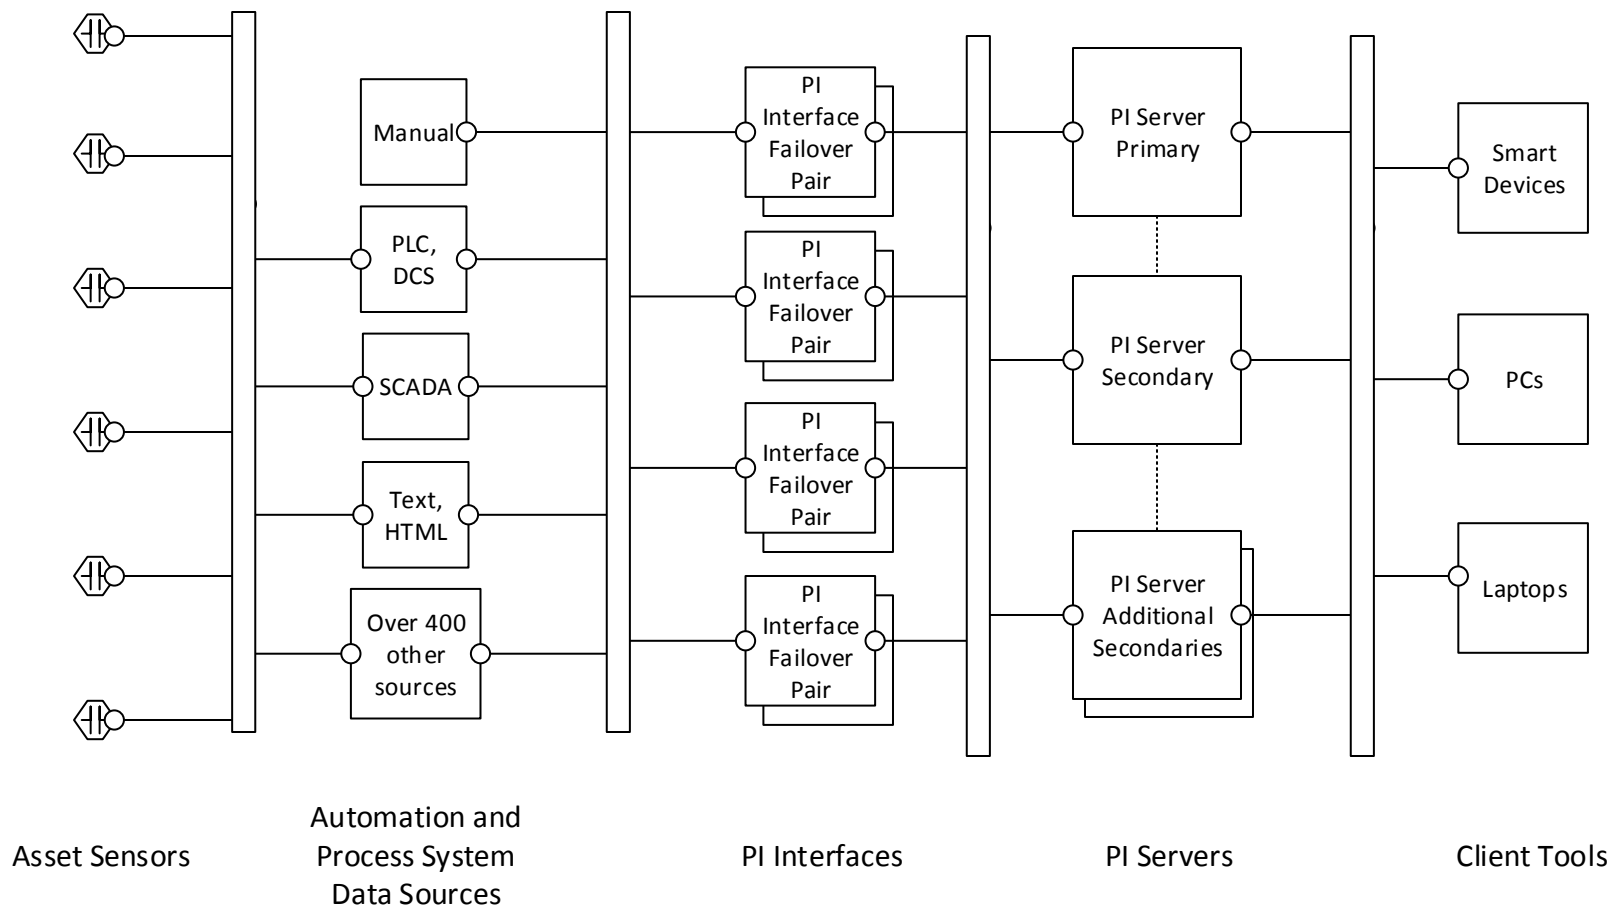 Manual
PLC,
DCS
SCADA
Text,
HTML
Over 400
other
sources
PI
Interface
Failover
Pair
PI
Interface
Failover
Pair
PI
Interface
Failover
Pair
PI
Interface
Failover
Pair
PI Server
Primary
PI Server
Secondary
PI Server
Additional
Secondaries
Smart
Devices
PCs
Laptops
Asset Sensors
Automation and
Process System
Data Sources
PI Interfaces
PI Servers
Client Tools